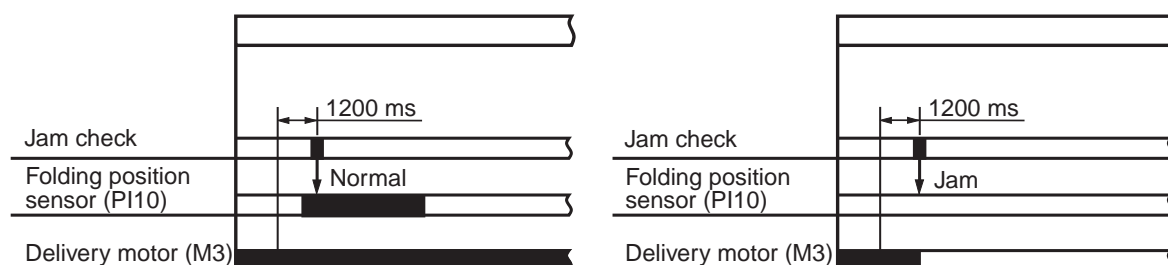 1200 ms
Jam check
Folding position
sensor (PI10)
Normal
Delivery motor (M3)
1200 ms
Jam check
Folding position
sensor (PI10)
Jam
Delivery motor (M3)